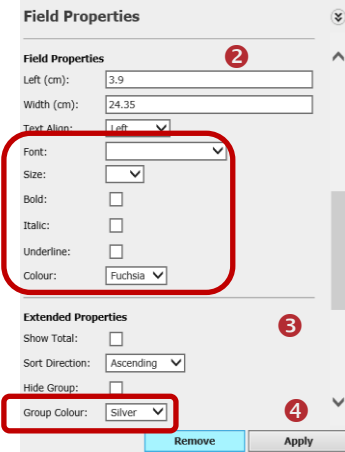 Field Properties
Field Properties 2
Left (cm): 3.9
Width (cm): 24.35
Text Align: Left
Font:
Size:
Bold:
Italic:
Underline:
Colour: Fuchsia
Extended Properties
3
Show Total:
Sort Direction: Ascending
Hide Group:
Group Colour: Silver 4
Remove Apply